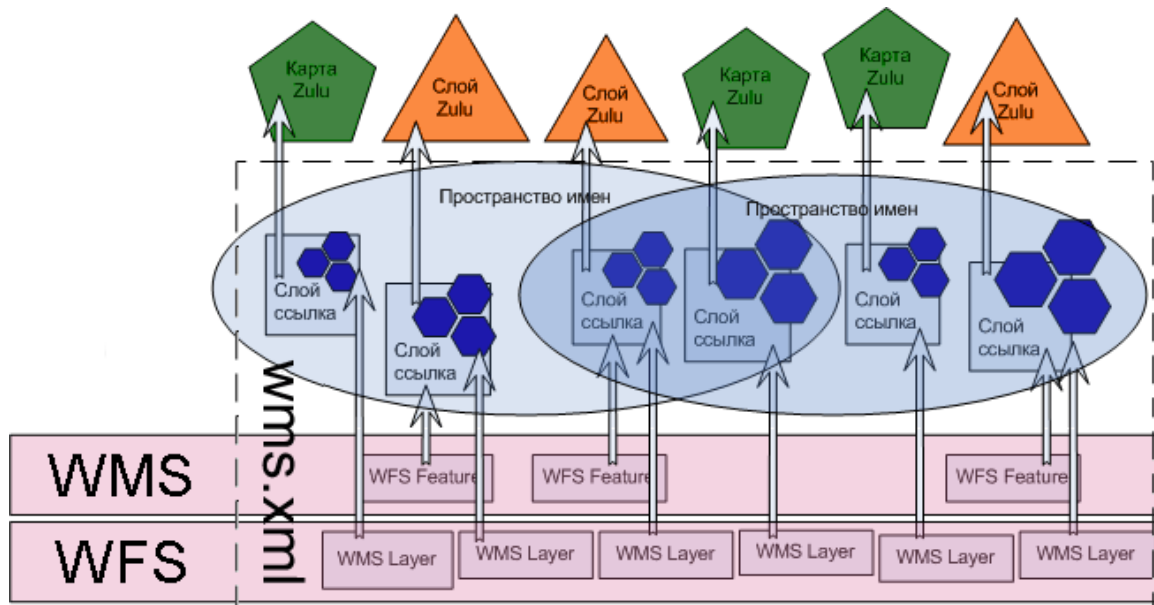 Карта
Zulu
Слой
Zulu
Слой
Zulu
Карта
Zulu
Карта
Zulu
Слой
Zulu
Пространство имен
Пространство имен
Слой
ссылка
Слой
ссылка
Слой
ссылка
Слой
ссылка
Слой
ссылка
Слой
ссылка
wms.xml
WMS
WFS Feature
WFS Feature
WFS Feature
WFS
WMS Layer
WMS Layer
WMS Layer
WMS Layer
WMS Layer
WMS Layer